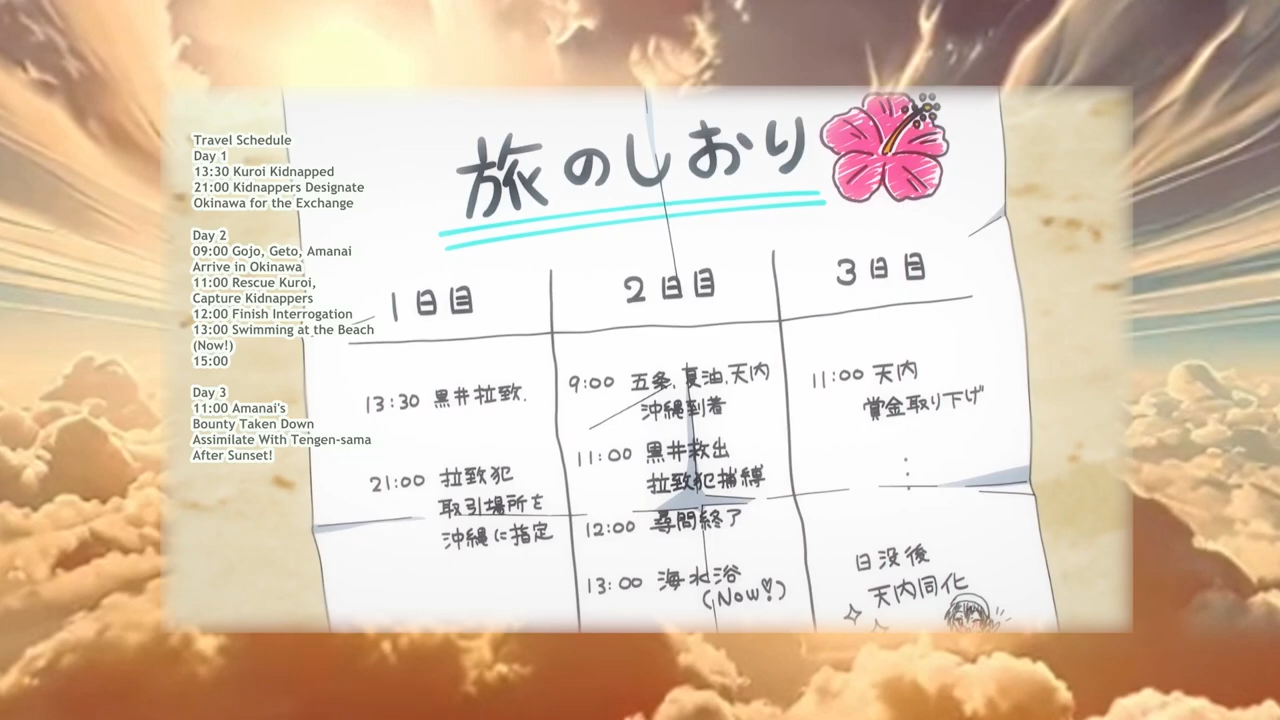 Travel Schedule
Day 1
13:30 Kuroi Kidnapped
21:00 Kidnappers Designate
Okinawa for the Exchange
Day 2
09:00 Gojo, Geto, Amanai
Arrive in Okinawa
11:00 Rescue Kuroi,
Capture Kidnappers
12:00 Finish Interrogation
13:00 Swimming at the Beach
(Now!)
15:00
Day 3
11:00 Amanai's
Bounty Taken Down
Assimilate With Tengen-sama
After Sunset!
旅のしおり
1日目
13:30 黒井拉致.
21:00 拉致犯
取引場所を
沖縄に指定
2日目
9:00 五条.夏油.天内
沖縄到着
11:00 黒井救出
拉致犯捕縛
12:00 尋問終了
13:00 海水浴
(Now!)
3日目
11:00 天内
賞金取り下げ
日没後
天内同化